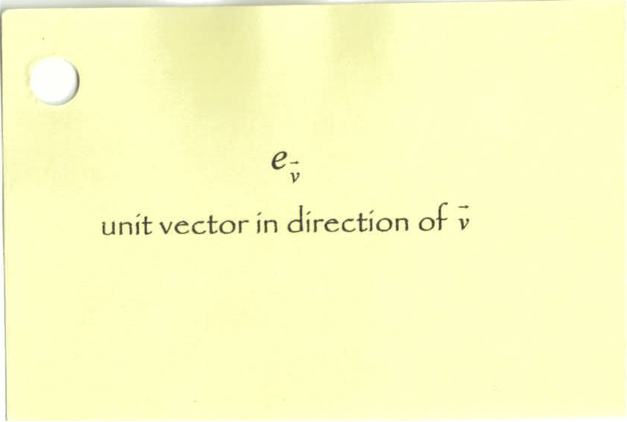 e_v⃗
unit vector in direction of v⃗